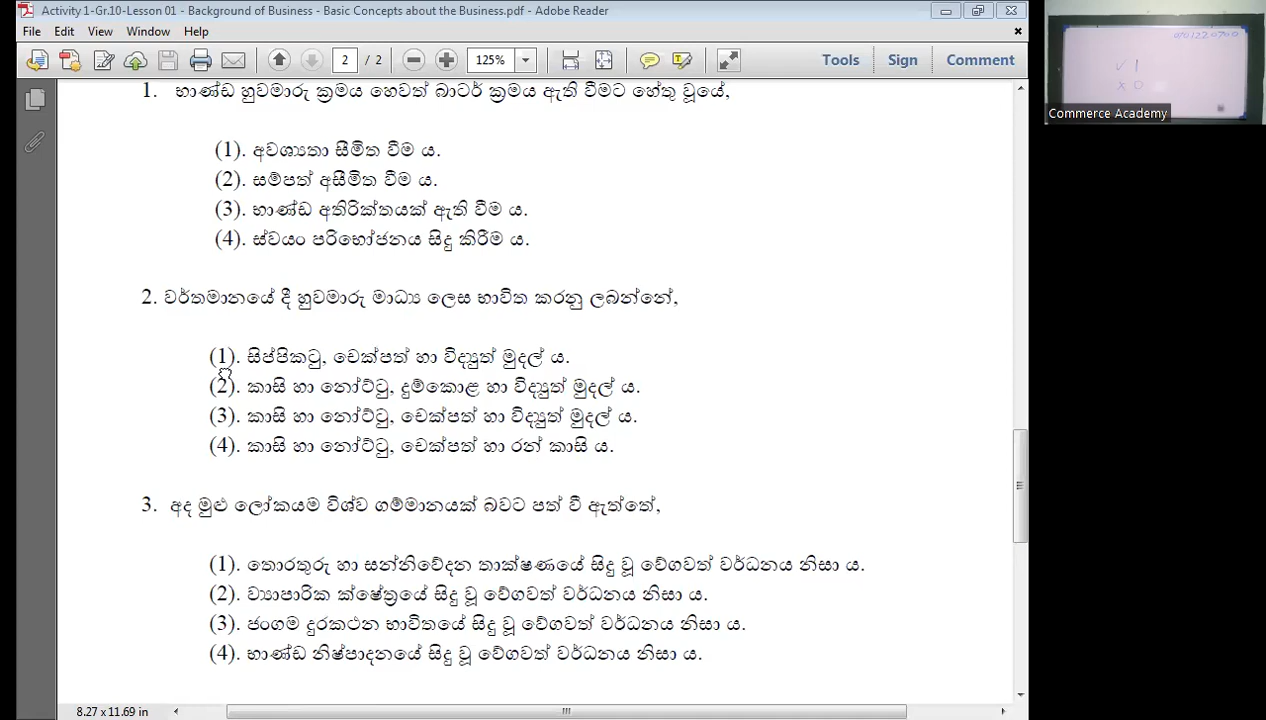 Activity 1-Gr.10-Lesson 01 - Background of Business - Basic Concepts about the Business.pdf - Adobe Reader
File Edit View Window Help
2 / 2 125% Tools Sign Comment
1. භාණ්ඩ හුවමාරු ක්‍රමය හෙවත් බාටර් ක්‍රමය ඇති වීමට හේතු වූයේ,
(1). අවශ්‍යතා සීමිත වීම ය.
(2). සම්පත් අසීමිත වීම ය.
(3). භාණ්ඩ අතිරික්තයක් ඇති වීම ය.
(4). ස්වයං පරිභෝජනය සිදු කිරීම ය.
2. වර්තමානයේ දී හුවමාරු මාධ්‍ය ලෙස භාවිත කරනු ලබන්නේ,
(1). සිප්පිකටු, චෙක්පත් හා විද්‍යුත් මුදල් ය.
(2). කාසි හා නෝට්ටු, දුම්කොළ හා විද්‍යුත් මුදල් ය.
(3). කාසි හා නෝට්ටු, චෙක්පත් හා විද්‍යුත් මුදල් ය.
(4). කාසි හා නෝට්ටු, චෙක්පත් හා රන් කාසි ය.
3. අද මුළු ලෝකයම විශ්ව ගම්මානයක් බවට පත් වී ඇත්තේ,
(1). තොරතුරු හා සන්නිවේදන තාක්ෂණයේ සිදු වූ වේගවත් වර්ධනය නිසා ය.
(2). ව්‍යාපාරික ක්ෂේත්‍රයේ සිදු වූ වේගවත් වර්ධනය නිසා ය.
(3). ජංගම දුරකථන භාවිතයේ සිදු වූ වේගවත් වර්ධනය නිසා ය.
(4). භාණ්ඩ නිෂ්පාදනයේ සිදු වූ වේගවත් වර්ධනය නිසා ය.
8.27 x 11.69 in
Commerce Academy